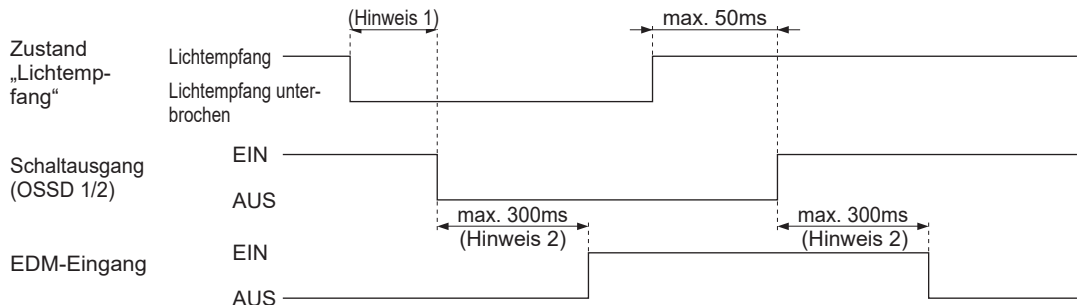 (Hinweis 1)
max. 50ms
Zustand
„Lichtemp-
fang“
Lichtempfang
Lichtempfang unter-
brochen
Schaltausgang
(OSSD 1/2)
EIN
AUS
max. 300ms
(Hinweis 2)
max. 300ms
(Hinweis 2)
EDM-Eingang
EIN
AUS